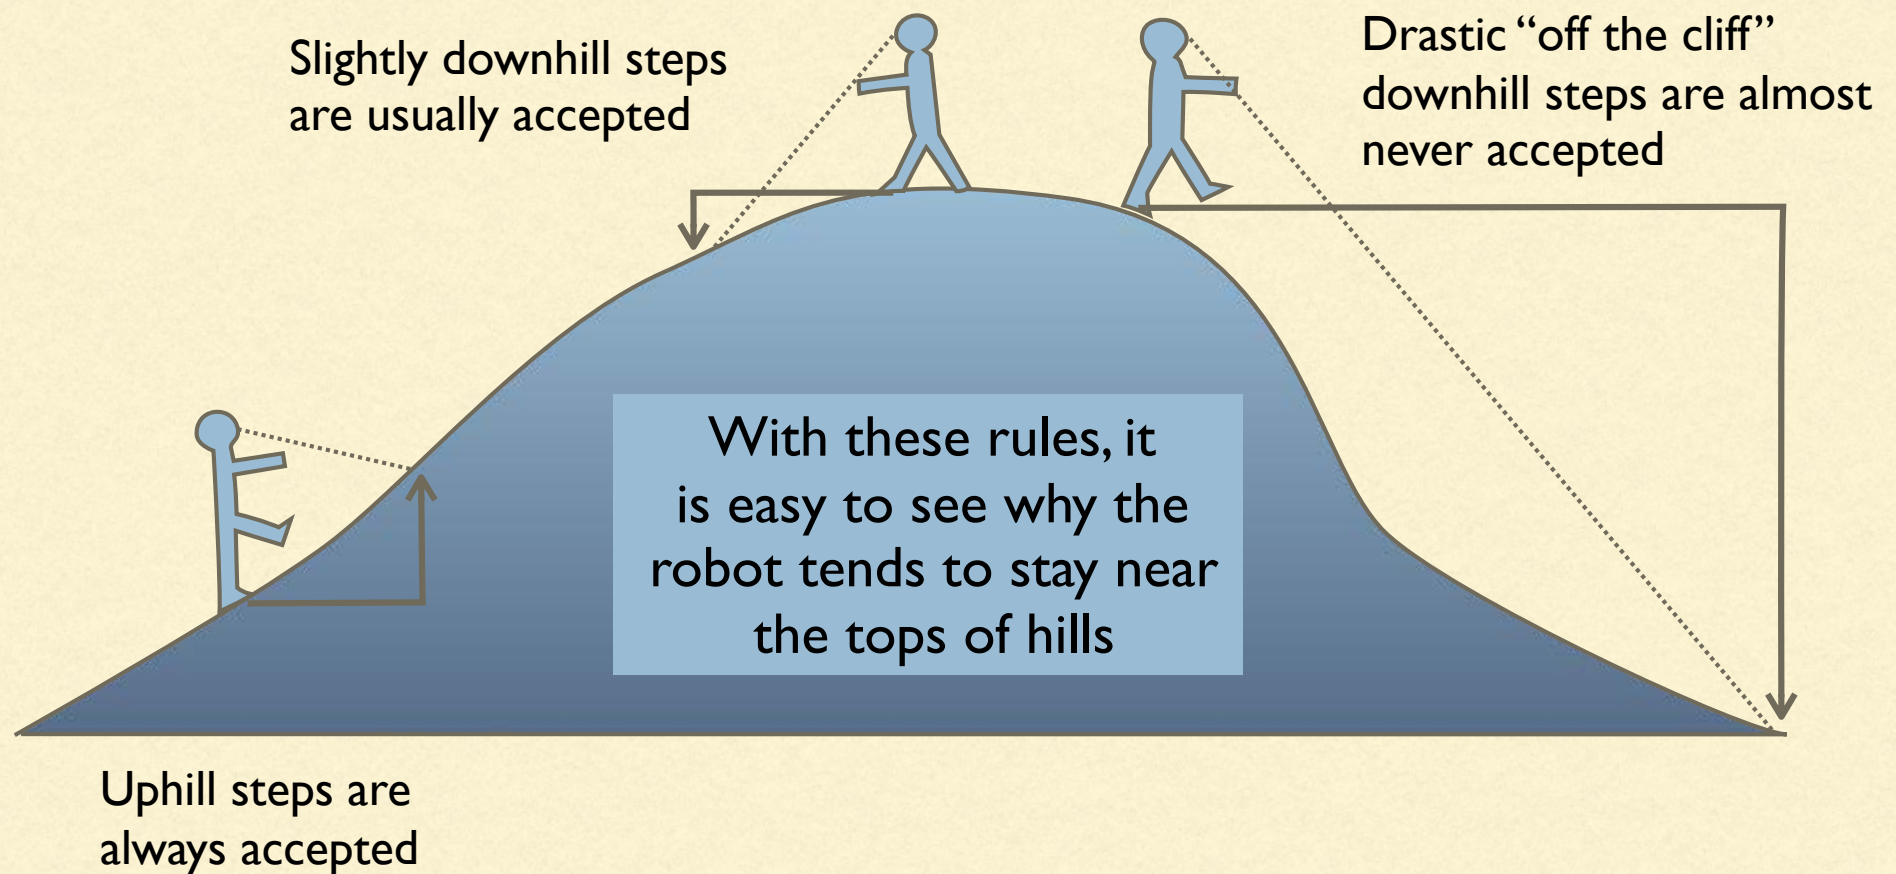 Slightly downhill steps
are usually accepted
Drastic “off the cliff”
downhill steps are almost
never accepted
With these rules, it
is easy to see why the
robot tends to stay near
the tops of hills
Uphill steps are
always accepted